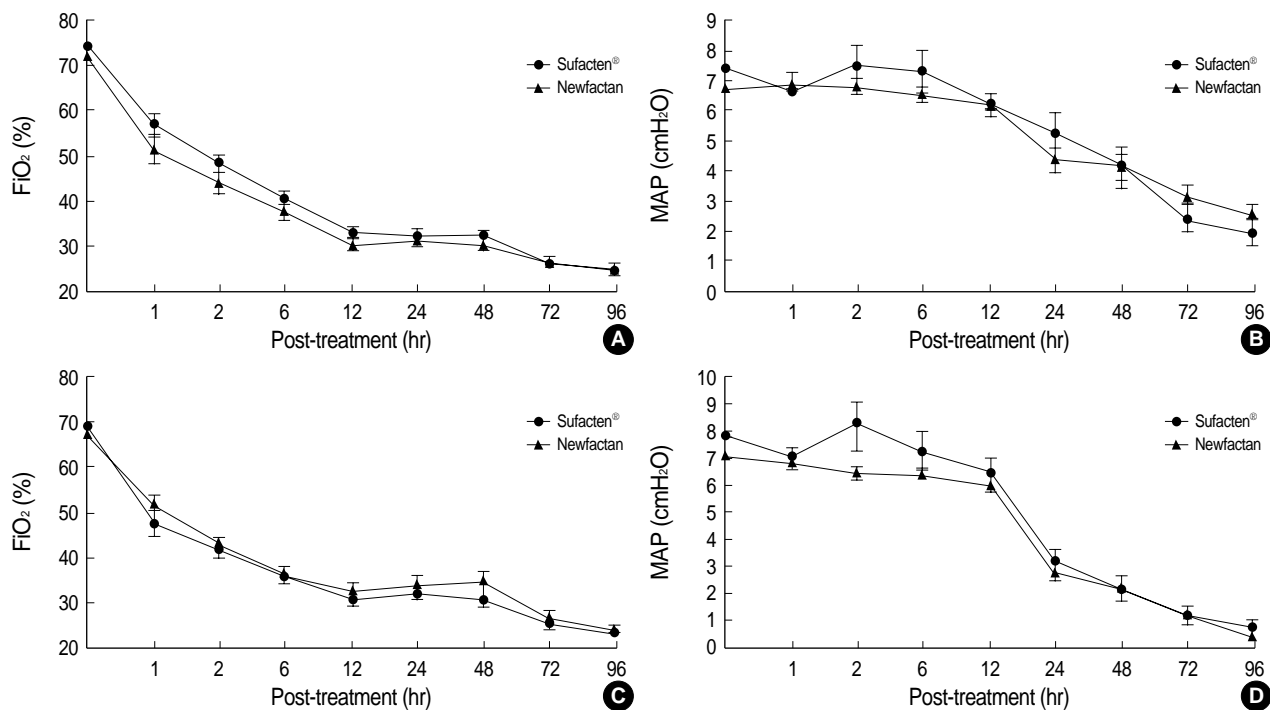 80
70
60
50
40
30
20
FiO₂ (%)
Sufacten®
Newfactan
1 2 6 12 24 48 72 96
Post-treatment (hr)
A
9
8
7
6
5
4
3
2
1
0
MAP (cmH₂O)
Sufacten®
Newfactan
1 2 6 12 24 48 72 96
Post-treatment (hr)
B
80
70
60
50
40
30
20
FiO₂ (%)
Sufacten®
Newfactan
1 2 6 12 24 48 72 96
Post-treatment (hr)
C
10
9
8
7
6
5
4
3
2
1
0
MAP (cmH₂O)
Sufacten®
Newfactan
1 2 6 12 24 48 72 96
Post-treatment (hr)
D